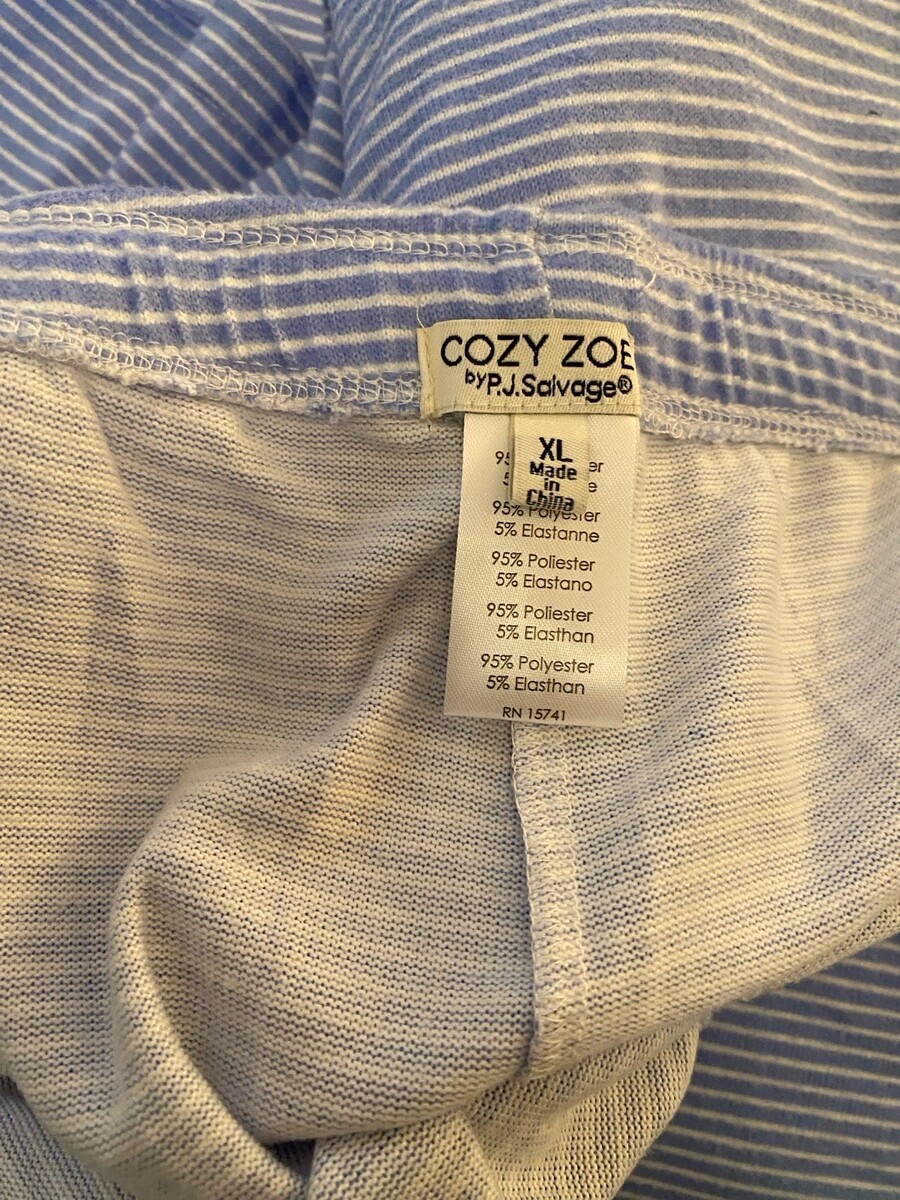 COZY ZOE
by P.J. Salvage®
XL
Made
in
China
95% Polyester
5% Elastanne
95% Poliester
5% Elastano
95% Poliester
5% Elasthan
95% Polyester
5% Elasthan
RN 15741